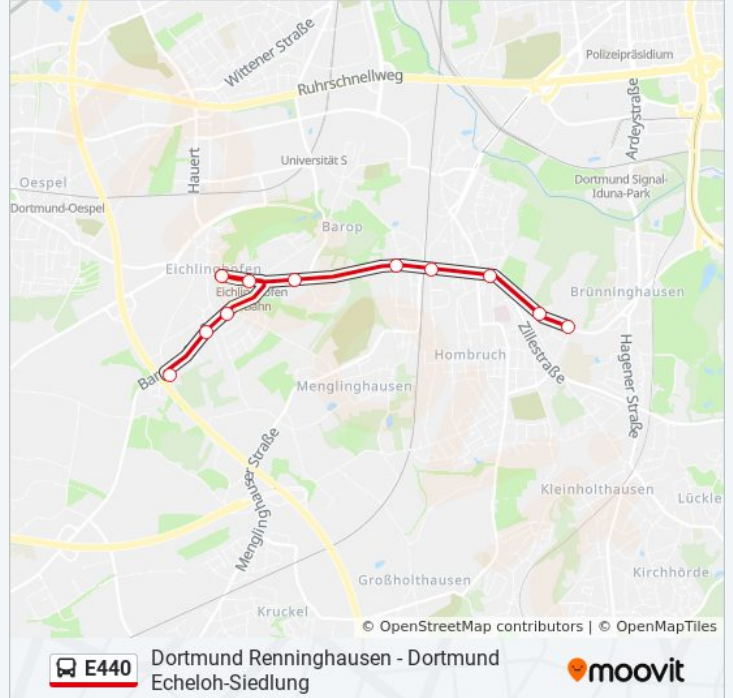 Wittener Straße
Polizeipräsidium
Ruhrschnellweg
Ardeystraße
Universität S
Hauert
Dortmund Signal-
Iduna-Park
Oespel
Dortmund-Oespel
Barop
Eichlinghofen
Brünninghausen
Zillestraße
Hombruch
Hagener Straße
Menglinghausen
Menglinghauser Straße
Kleinholthausen
Lückle
Kirchhörde
Großholthausen
Kruckel
© OpenStreetMap contributors | © OpenMapTiles
E440
Dortmund Renninghausen - Dortmund
Echeloh-Siedlung
moovit